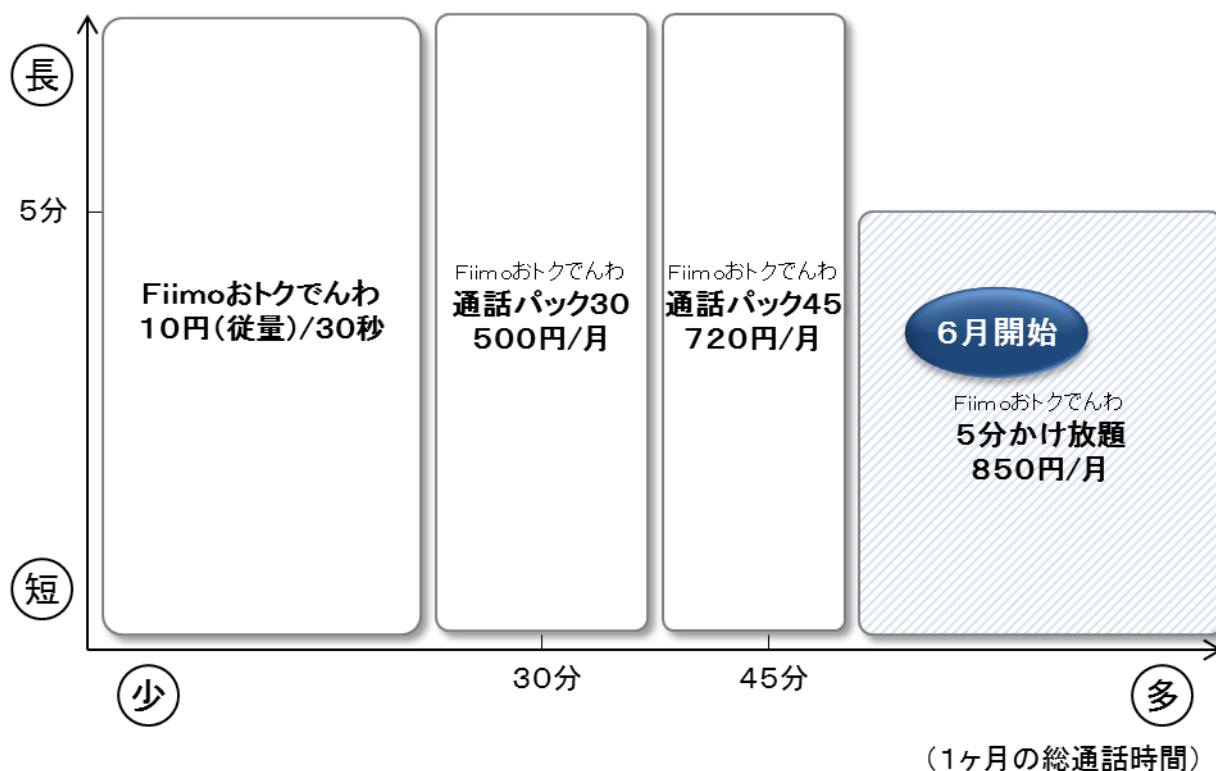 長
5分
短
Fiimoおトクでんわ
10円(従量)/30秒
Fiimoおトクでんわ
通話パック30
500円/月
Fiimoおトクでんわ
通話パック45
720円/月
6月開始
Fiimoおトクでんわ
5分かけ放題
850円/月
少
30分
45分
多
(1ヶ月の総通話時間)